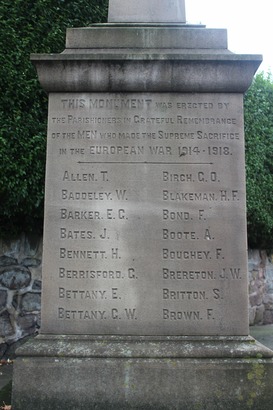 THIS MONUMENT WAS ERECTED BY
THE PARISHIONERS IN GRATEFUL REMEMBRANCE
OF THE MEN WHO MADE THE SUPREME SACRIFICE
IN THE EUROPEAN WAR 1914-1918.
ALLEN. T. BIRCH. G. O.
BADDELEY. W. BLAKEMAN. H. F.
BARKER. E. C. BOND. F.
BATES. J. BOOTE. A.
BENNETT. H. BOUGHEY. F.
BERRISFORD. G. BRERETON. J. W.
BETTANY. E. BRITTON. S.
BETTANY. G. W. BROWN. F.